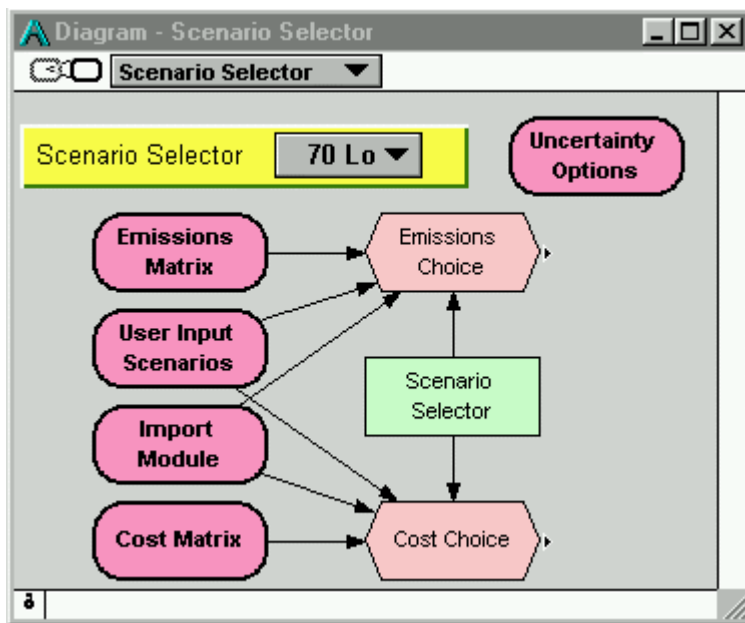 Diagram - Scenario Selector
Scenario Selector
Scenario Selector 70 Lo
Uncertainty
Options
Emissions
Matrix
Emissions
Choice
User Input
Scenarios
Scenario
Selector
Import
Module
Cost Matrix
Cost Choice